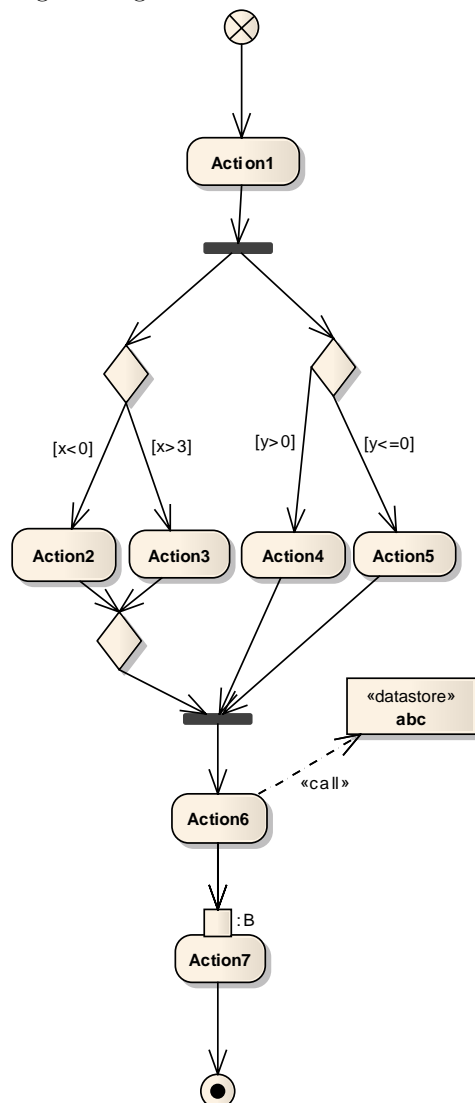 Action1
[x<0]
[x>3]
[y>0]
[y<=0]
Action2
Action3
Action4
Action5
«datastore»
abc
«call»
Action6
: B
Action7